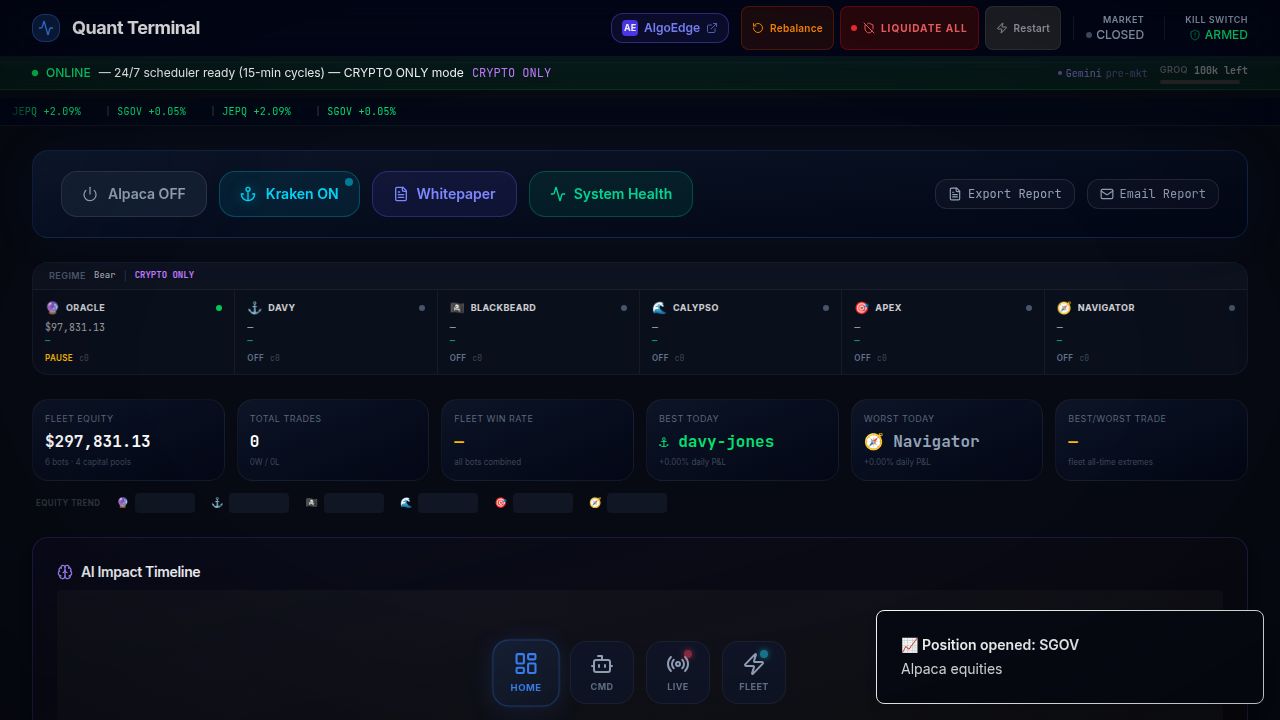 Quant Terminal
AE AlgoEdge
Rebalance
LIQUIDATE ALL
Restart
MARKET
CLOSED
KILL SWITCH
ARMED
ONLINE — 24/7 scheduler ready (15-min cycles) — CRYPTO ONLY mode CRYPTO ONLY
Gemini pre-mkt
GROQ 100k left
JEPQ +2.09% | SGOV +0.05% | JEPQ +2.09% | SGOV +0.05%
Alpaca OFF
Kraken ON
Whitepaper
System Health
Export Report
Email Report
REGIME Bear | CRYPTO ONLY
ORACLE
$97,831.13
—
PAUSE c0
DAVY
—
—
OFF c0
BLACKBEARD
—
—
OFF c0
CALYPSO
—
—
OFF c0
APEX
—
—
OFF c0
NAVIGATOR
—
—
OFF c0
FLEET EQUITY
$297,831.13
6 bots · 4 capital pools
TOTAL TRADES
0
0W / 0L
FLEET WIN RATE
—
all bots combined
BEST TODAY
davy-jones
+0.00% daily P&L
WORST TODAY
Navigator
+0.00% daily P&L
BEST/WORST TRADE
—
fleet all-time extremes
EQUITY TREND
AI Impact Timeline
HOME
CMD
LIVE
FLEET
Position opened: SGOV
Alpaca equities